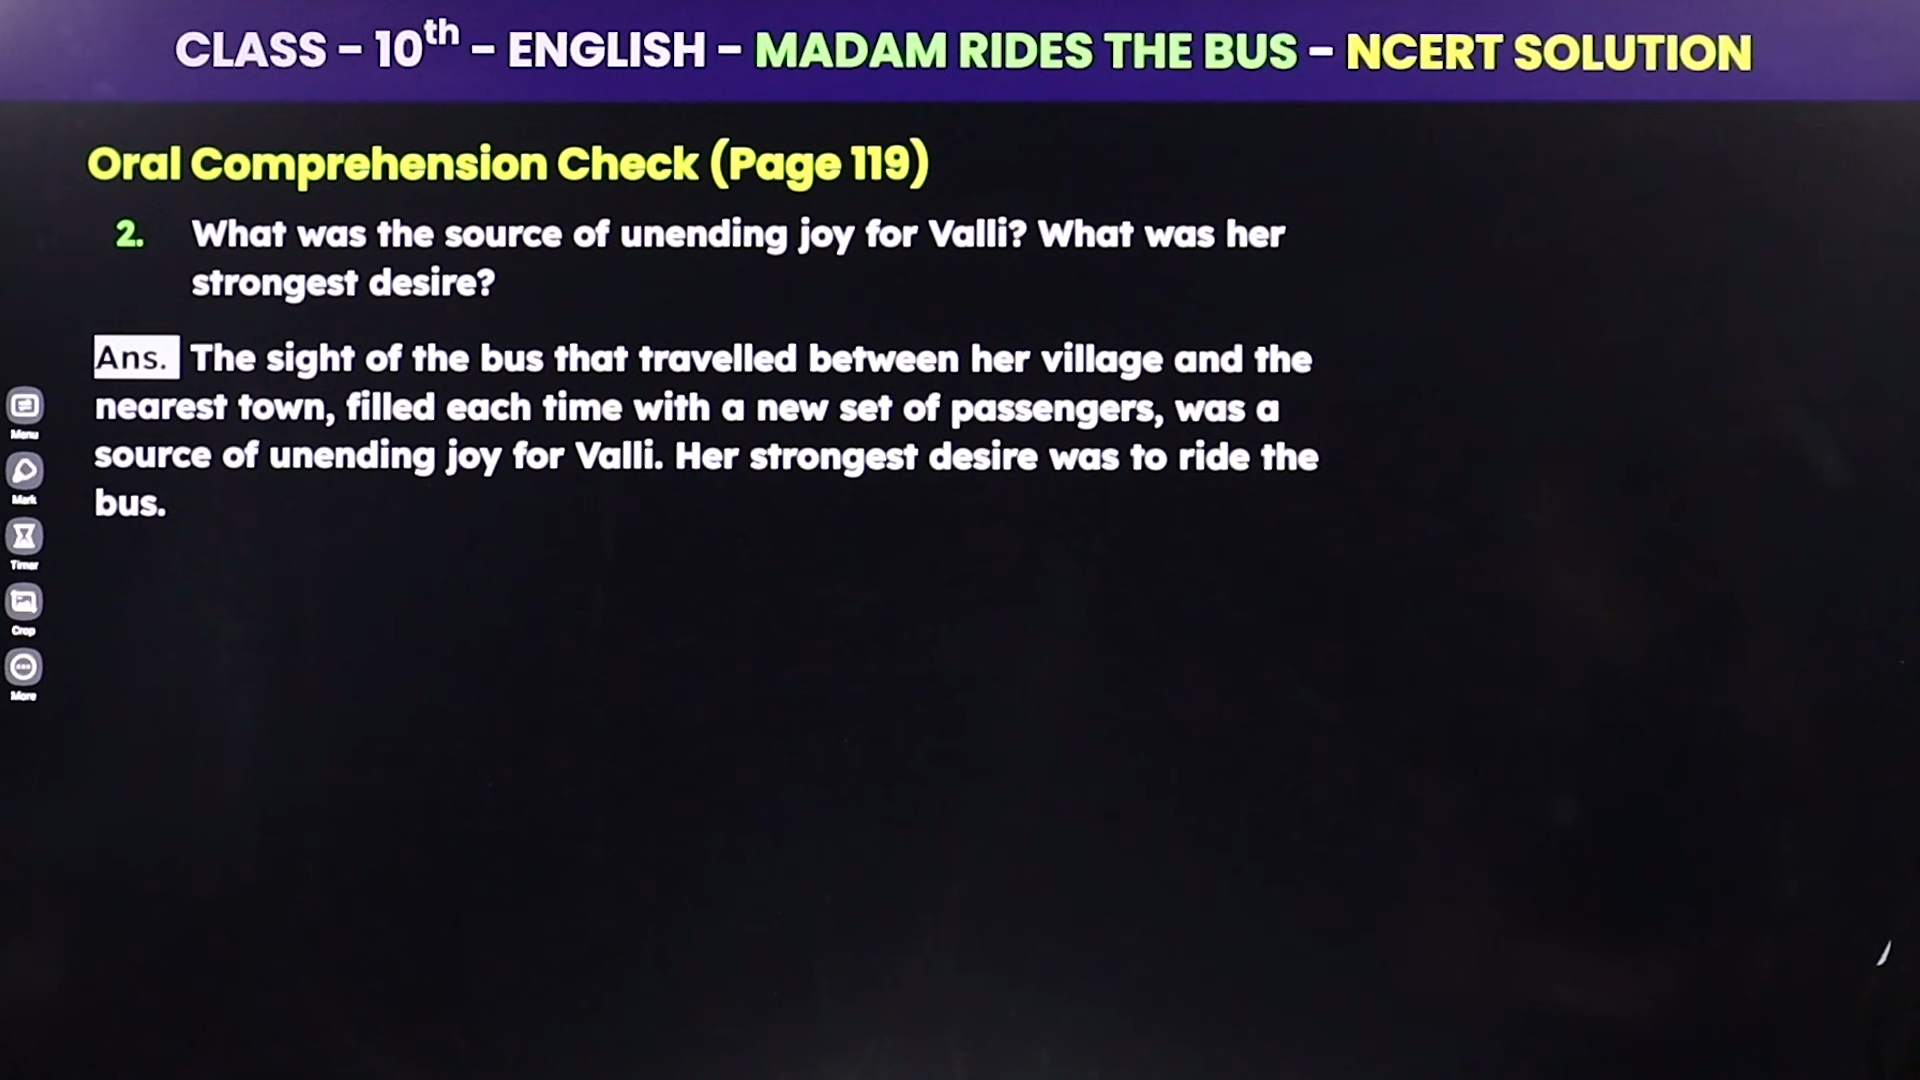 CLASS – 10th – ENGLISH – MADAM RIDES THE BUS – NCERT SOLUTION
Oral Comprehension Check (Page 119)
2. What was the source of unending joy for Valli? What was her
strongest desire?
Ans. The sight of the bus that travelled between her village and the
nearest town, filled each time with a new set of passengers, was a
source of unending joy for Valli. Her strongest desire was to ride the
bus.
Menu
Mark
Timer
Crop
More